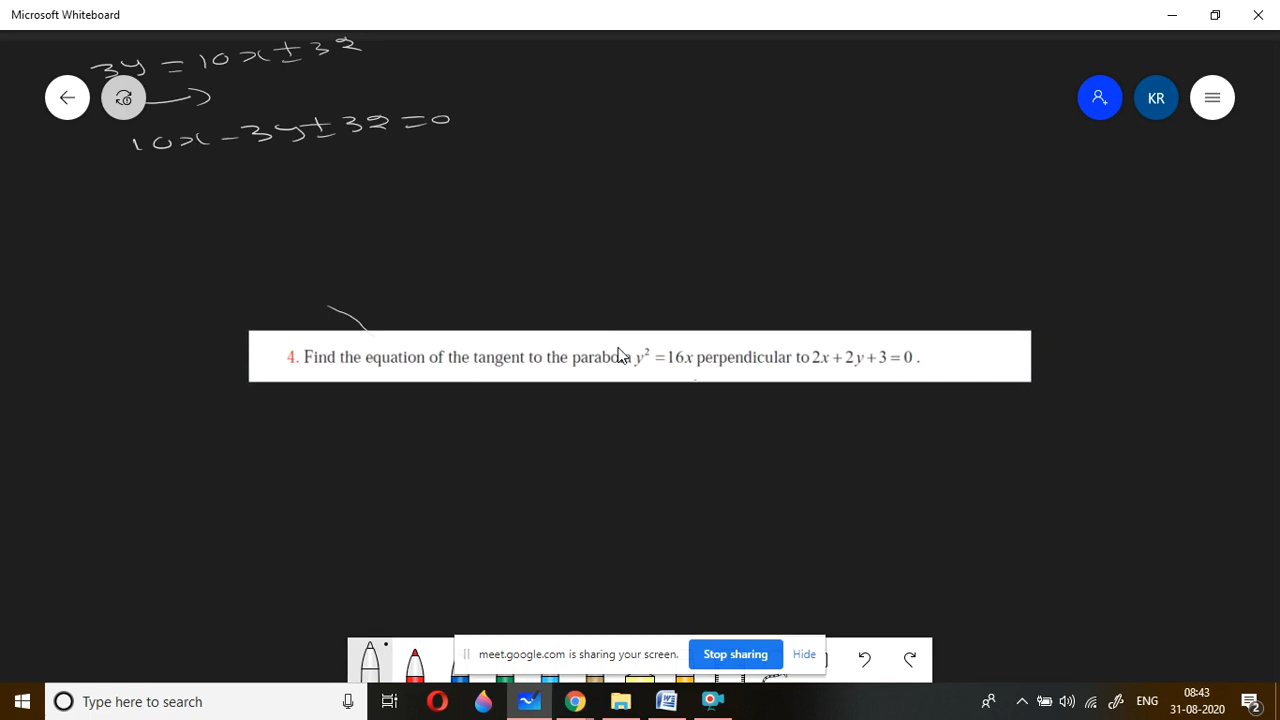 Microsoft Whiteboard
3y = 10x ± 32
10x - 3y ± 32 = 0
KR
4. Find the equation of the tangent to the parabola y² = 16x perpendicular to 2x + 2y + 3 = 0 .
meet.google.com is sharing your screen.
Stop sharing
Hide
Type here to search
ENG
08:43
31-08-2020
2